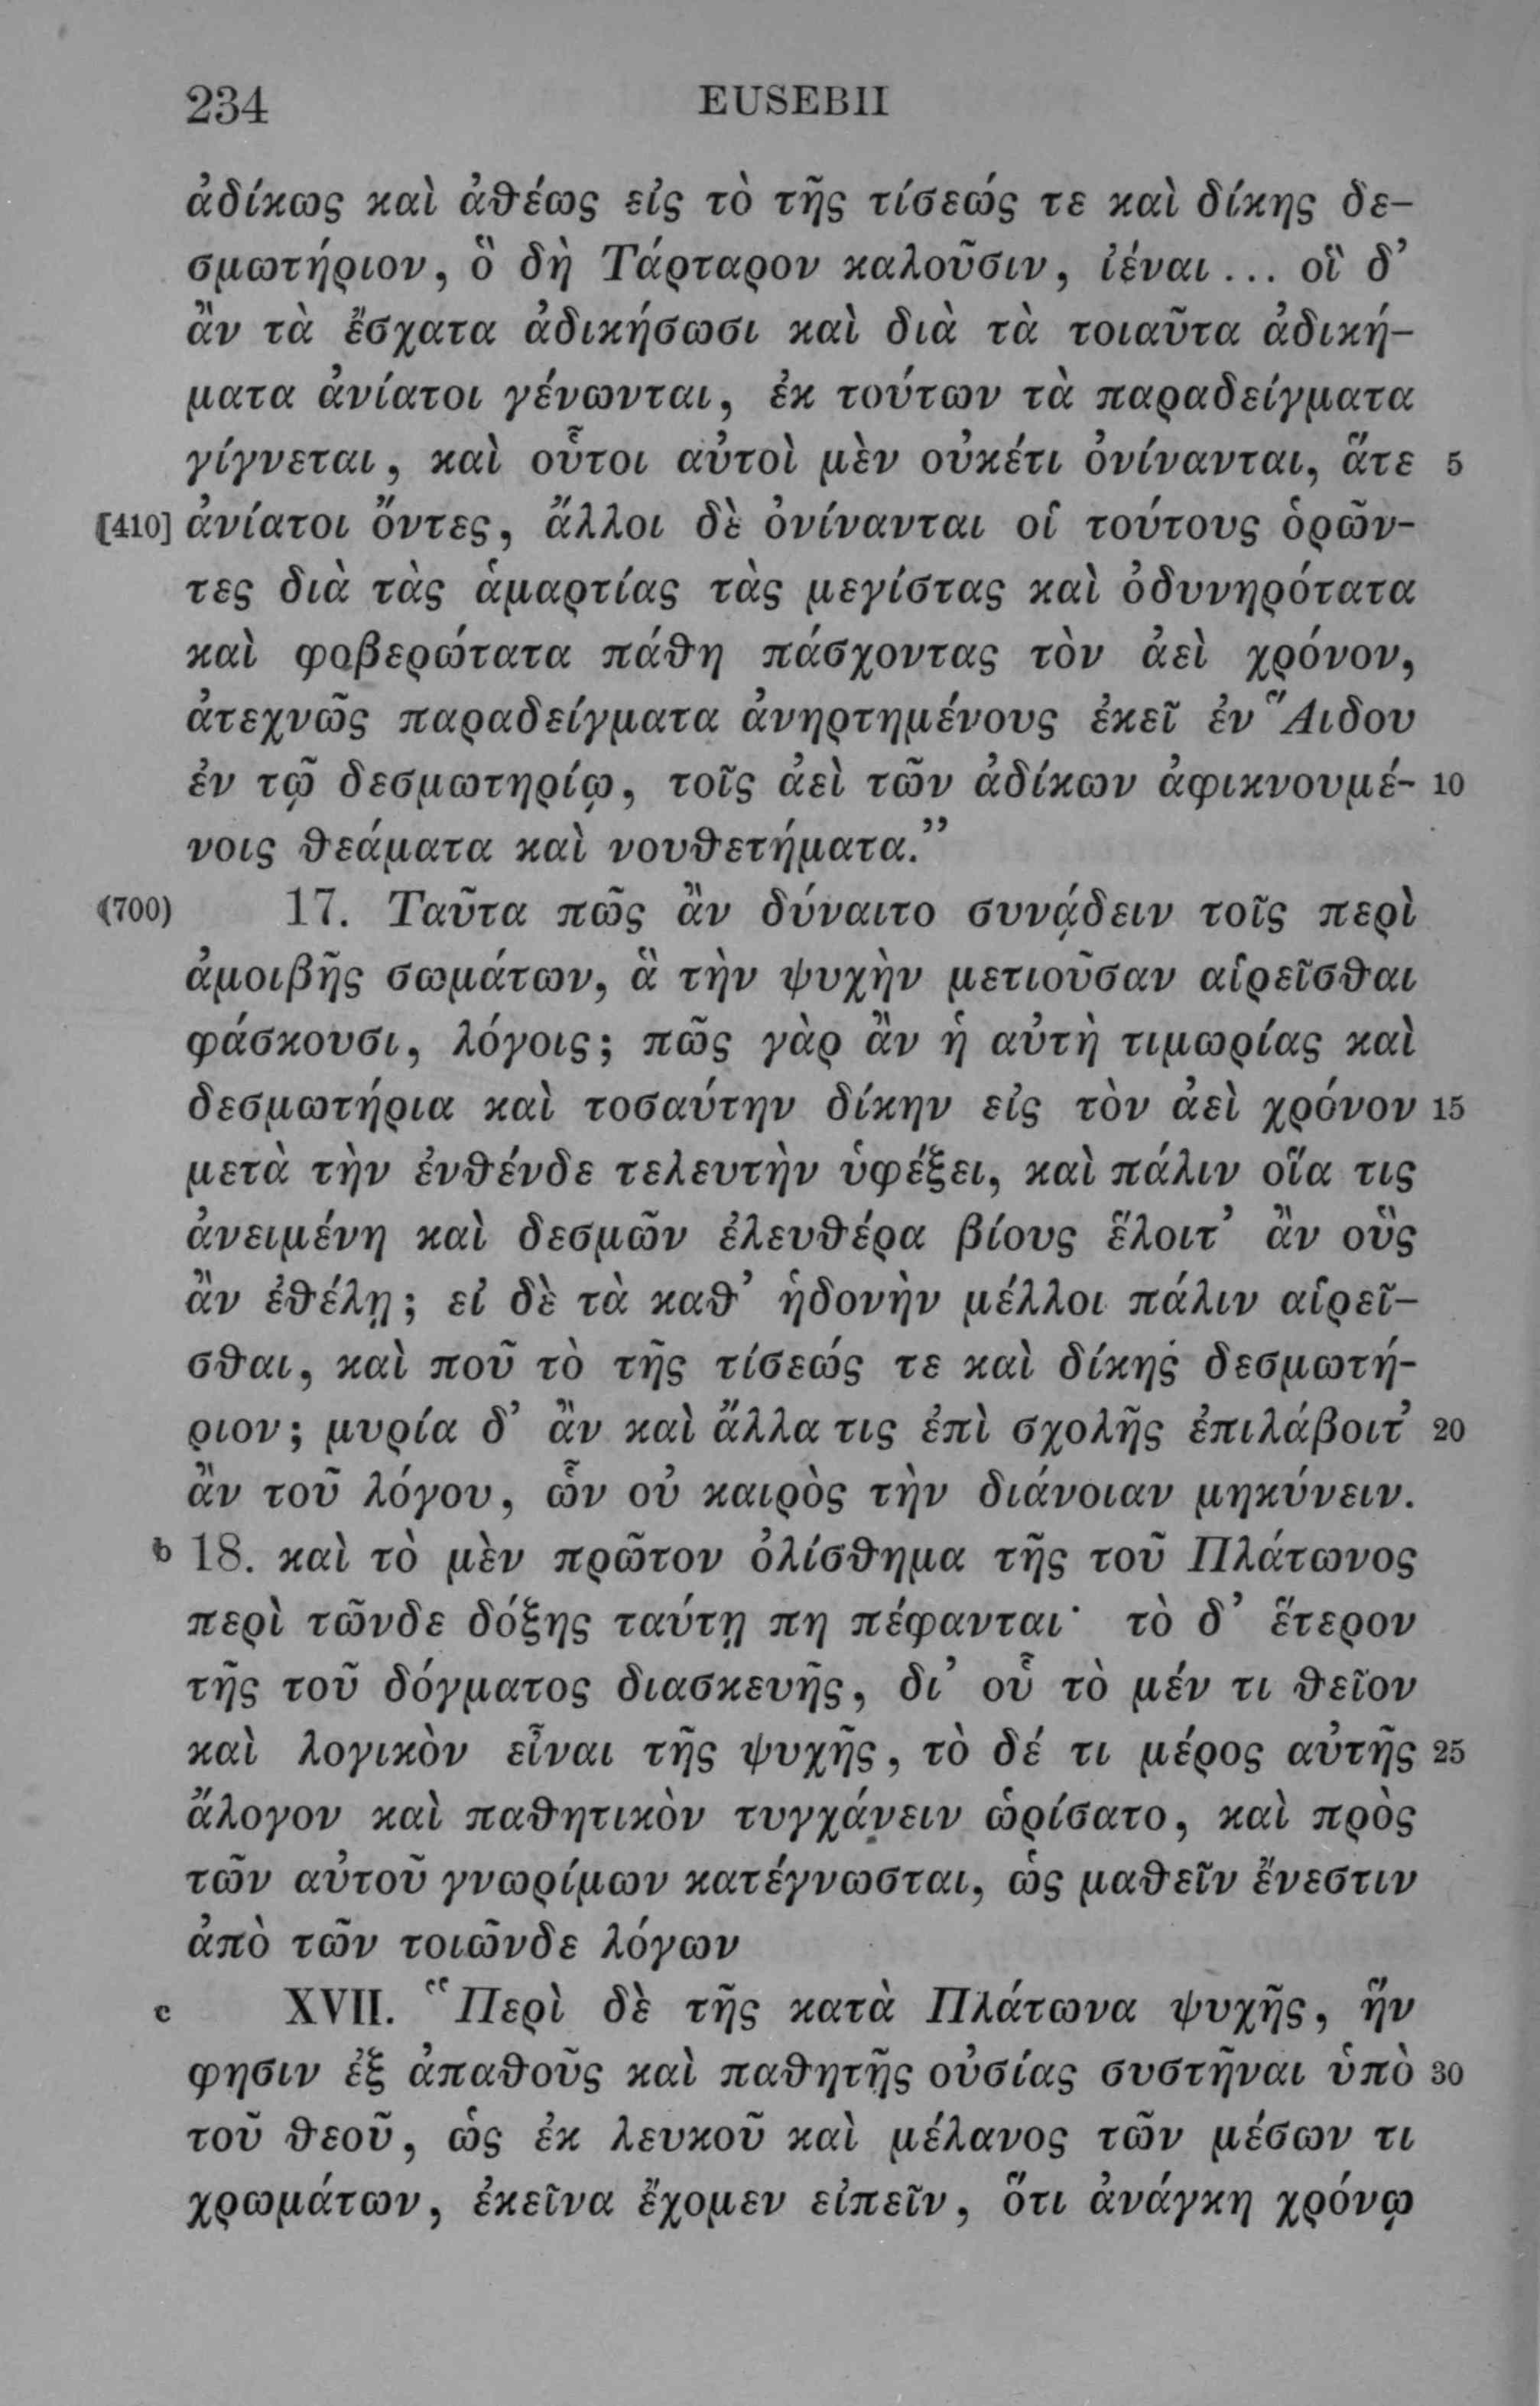 234 EUSEBII
ἀδίκως καὶ ἀθέως εἰς τὸ τῆς τίσεώς τε καὶ δίκης δε-
σμωτήριον, ὃ δὴ Τάρταρον καλοῦσιν, ἰέναι ... οἳ δ’
ἂν τὰ ἔσχατα ἀδικήσωσι καὶ διὰ τὰ τοιαῦτα ἀδική-
ματα ἀνίατοι γένωνται, ἐκ τούτων τὰ παραδείγματα
γίγνεται, καὶ οὗτοι αὐτοὶ μὲν οὐκέτι ὀνίνανται, ἅτε 5
[410] ἀνίατοι ὄντες, ἄλλοι δὲ ὀνίνανται οἱ τούτους ὁρῶν-
τες διὰ τὰς ἁμαρτίας τὰς μεγίστας καὶ ὀδυνηρότατα
καὶ φοβερώτατα πάθη πάσχοντας τὸν ἀεὶ χρόνον,
ἀτεχνῶς παραδείγματα ἀνηρτημένους ἐκεῖ ἐν Ἅιδου
ἐν τῷ δεσμωτηρίῳ, τοῖς ἀεὶ τῶν ἀδίκων ἀφικνουμέ- 10
νοις θεάματα καὶ νουθετήματα.”
(700) 17. Ταῦτα πῶς ἂν δύναιτο συνᾴδειν τοῖς περὶ
ἀμοιβῆς σωμάτων, ἃ τὴν ψυχὴν μετιοῦσαν αἱρεῖσθαι
φάσκουσι, λόγοις; πῶς γὰρ ἂν ἡ αὐτὴ τιμωρίας καὶ
δεσμωτήρια καὶ τοσαύτην δίκην εἰς τὸν ἀεὶ χρόνον 15
μετὰ τὴν ἐνθένδε τελευτὴν ὑφέξει, καὶ πάλιν οἵα τις
ἀνειμένη καὶ δεσμῶν ἐλευθέρα βίους ἕλοιτ’ ἂν οὓς
ἂν ἐθέλῃ; εἰ δὲ τὰ καθ’ ἡδονὴν μέλλοι πάλιν αἱρεῖ-
σθαι, καὶ ποῦ τὸ τῆς τίσεώς τε καὶ δίκης δεσμωτή-
ριον; μυρία δ’ ἂν καὶ ἄλλα τις ἐπὶ σχολῆς ἐπιλάβοιτ’ 20
ἂν τοῦ λόγου, ὧν οὐ καιρὸς τὴν διάνοιαν μηκύνειν.
b 18. καὶ τὸ μὲν πρῶτον ὀλίσθημα τῆς τοῦ Πλάτωνος
περὶ τῶνδε δόξης ταύτῃ πη πέφανται· τὸ δ’ ἕτερον
τῆς τοῦ δόγματος διασκευῆς, δι’ οὗ τὸ μέν τι θεῖον
καὶ λογικὸν εἶναι τῆς ψυχῆς, τὸ δέ τι μέρος αὐτῆς 25
ἄλογον καὶ παθητικὸν τυγχάνειν ὡρίσατο, καὶ πρὸς
τῶν αὐτοῦ γνωρίμων κατέγνωσται, ὡς μαθεῖν ἔνεστιν
ἀπὸ τῶν τοιῶνδε λόγων
c XVII. “Περὶ δὲ τῆς κατὰ Πλάτωνα ψυχῆς, ἥν
φησιν ἐξ ἀπαθοῦς καὶ παθητῆς οὐσίας συστῆναι ὑπὸ 30
τοῦ θεοῦ, ὡς ἐκ λευκοῦ καὶ μέλανος τῶν μέσων τι
χρωμάτων, ἐκεῖνα ἔχομεν εἰπεῖν, ὅτι ἀνάγκη χρόνῳ